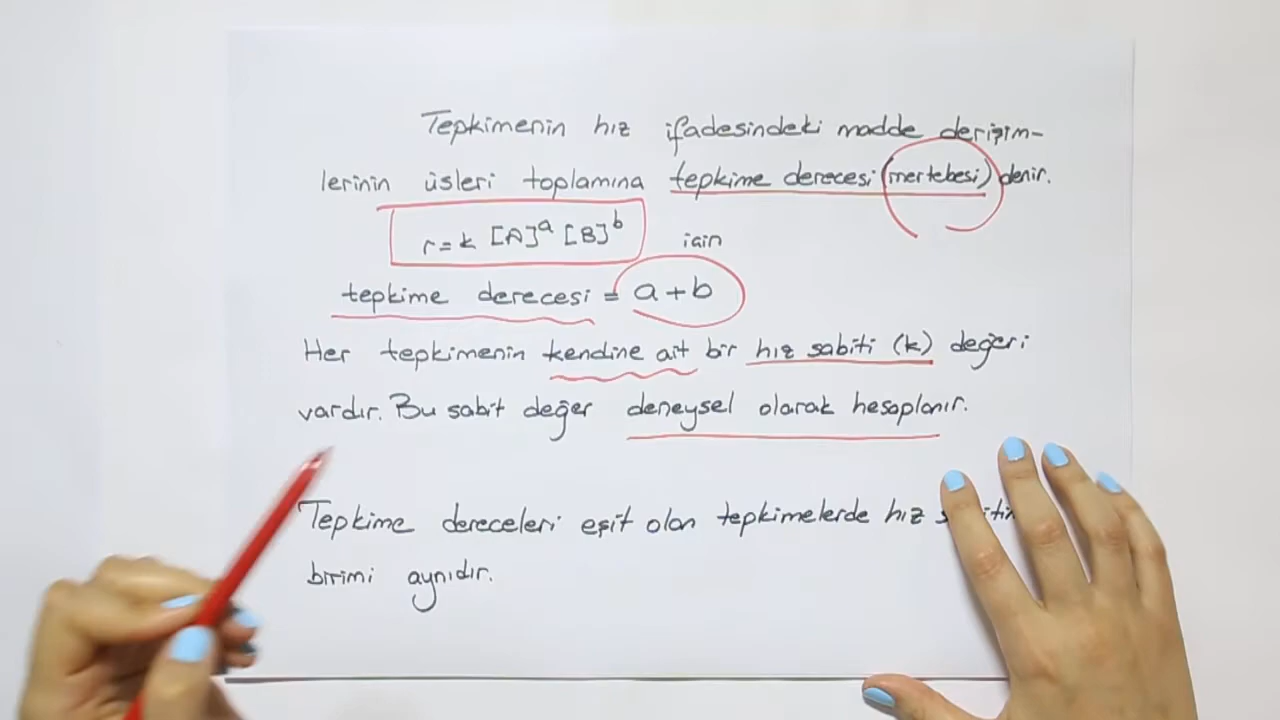 Tepkimenin hız ifadesindeki madde derişim-
lerinin üsleri toplamına tepkime derecesi (mertebesi) denir.
r = k [A]^a [B]^b için
tepkime derecesi = a + b
Her tepkimenin kendine ait bir hız sabiti (k) değeri
vardır. Bu sabit değer deneysel olarak hesaplanır.
Tepkime dereceleri eşit olan tepkimelerde hız
birimi aynıdır.